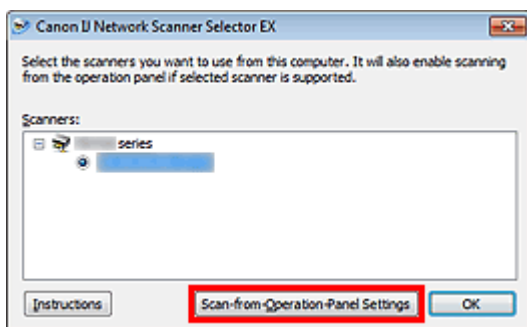 Canon IJ Network Scanner Selector EX
Select the scanners you want to use from this computer. It will also enable scanning
from the operation panel if selected scanner is supported.
Scanners:
series
Instructions
Scan-from-Operation-Panel Settings
OK